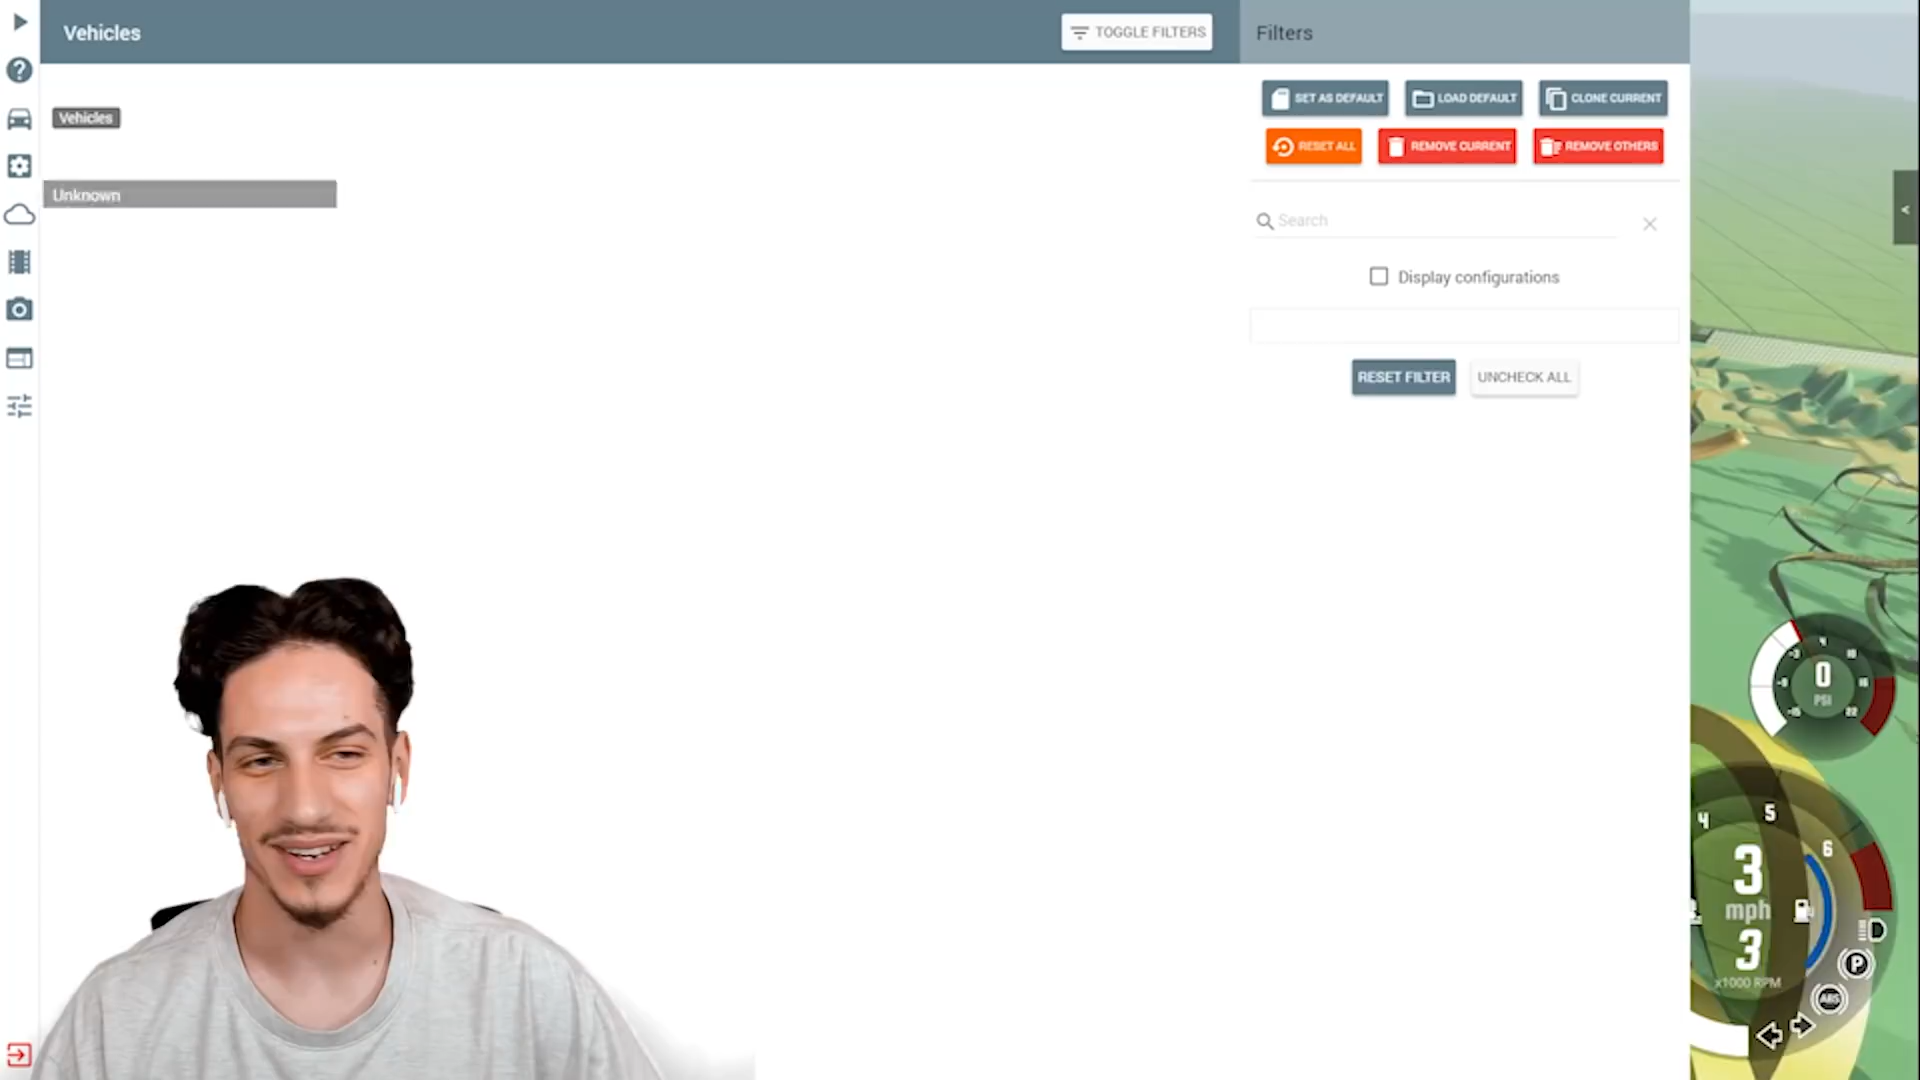 Vehicles
TOGGLE FILTERS
Filters
SET AS DEFAULT
LOAD DEFAULT
CLONE CURRENT
Vehicles
RESET ALL
REMOVE CURRENT
REMOVE OTHERS
Unknown
Search
<
Display configurations
RESET FILTER
UNCHECK ALL
0
PSI
4
5
6
3
mph
3
x1000 RPM
P
ABS